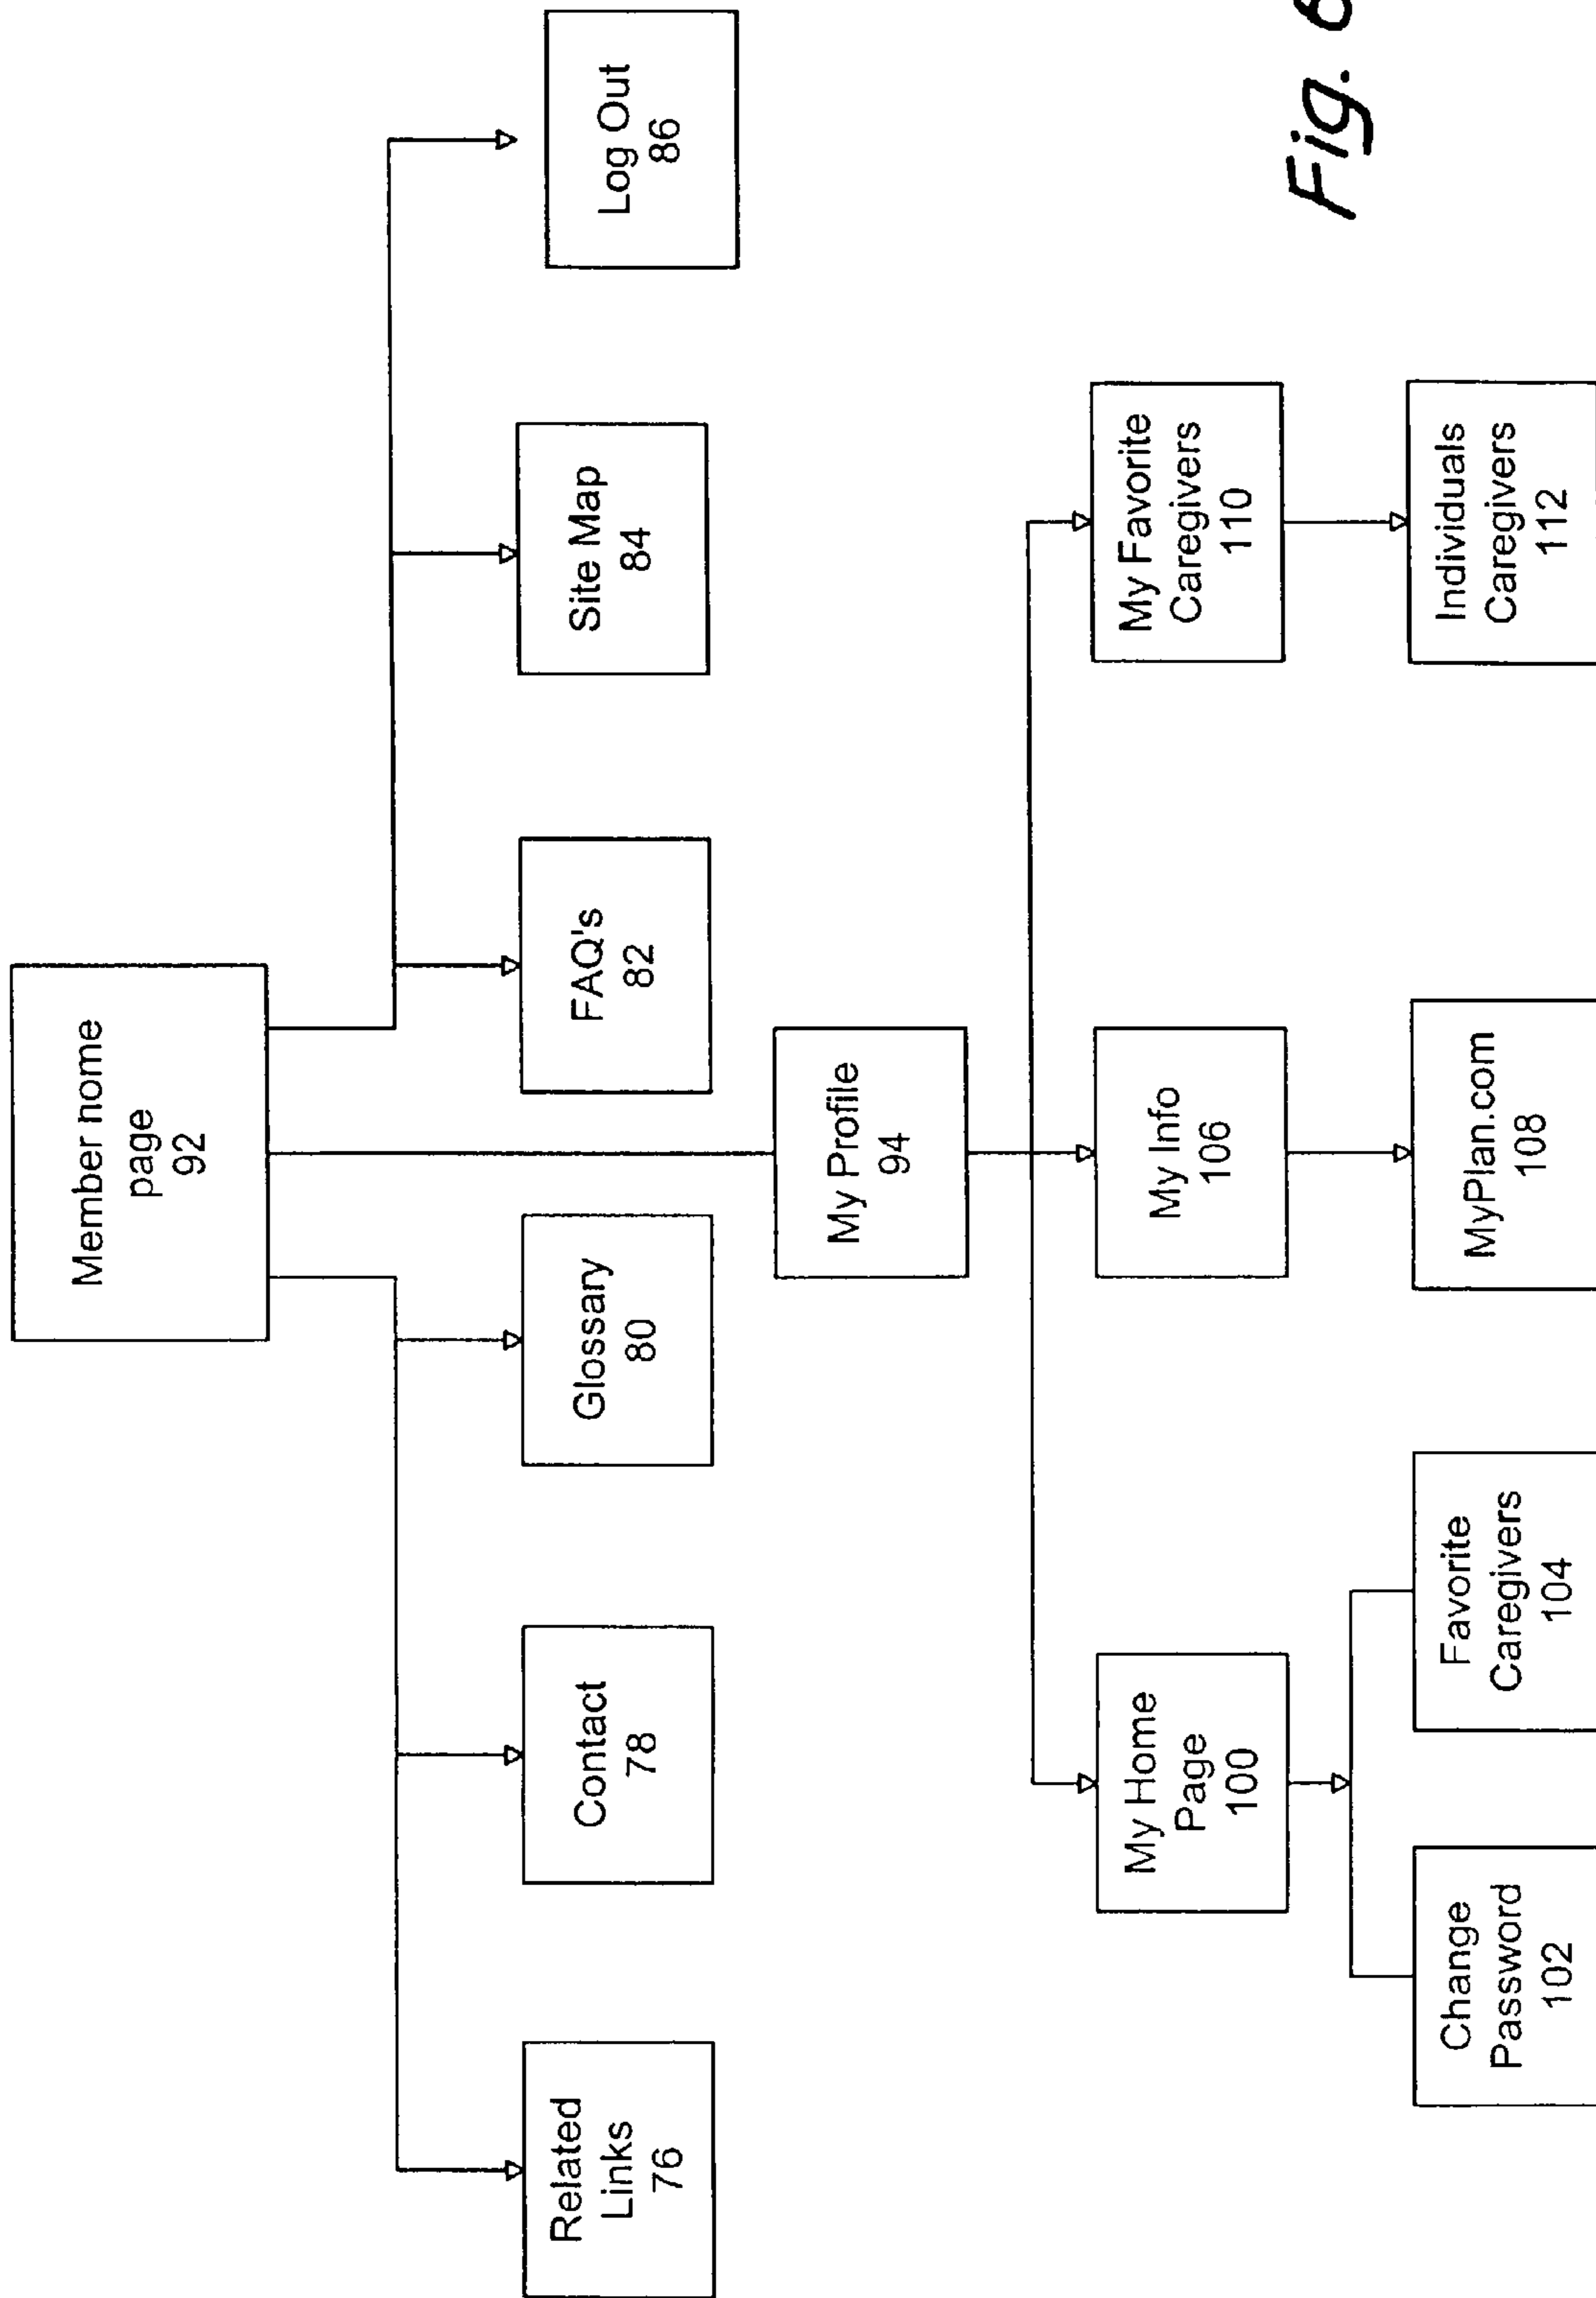 Member nome
page
92
Related
Links
76
Contact
78
Glossary
80
FAQ's
82
Site Map
84
Log Out
86
My Profile
94
My Home
Page
100
My Info
106
My Favorite
Caregivers
110
Change
Password
102
Favorite
Caregivers
104
MyPlan.com
108
Individuals
Caregivers
112
Fig.